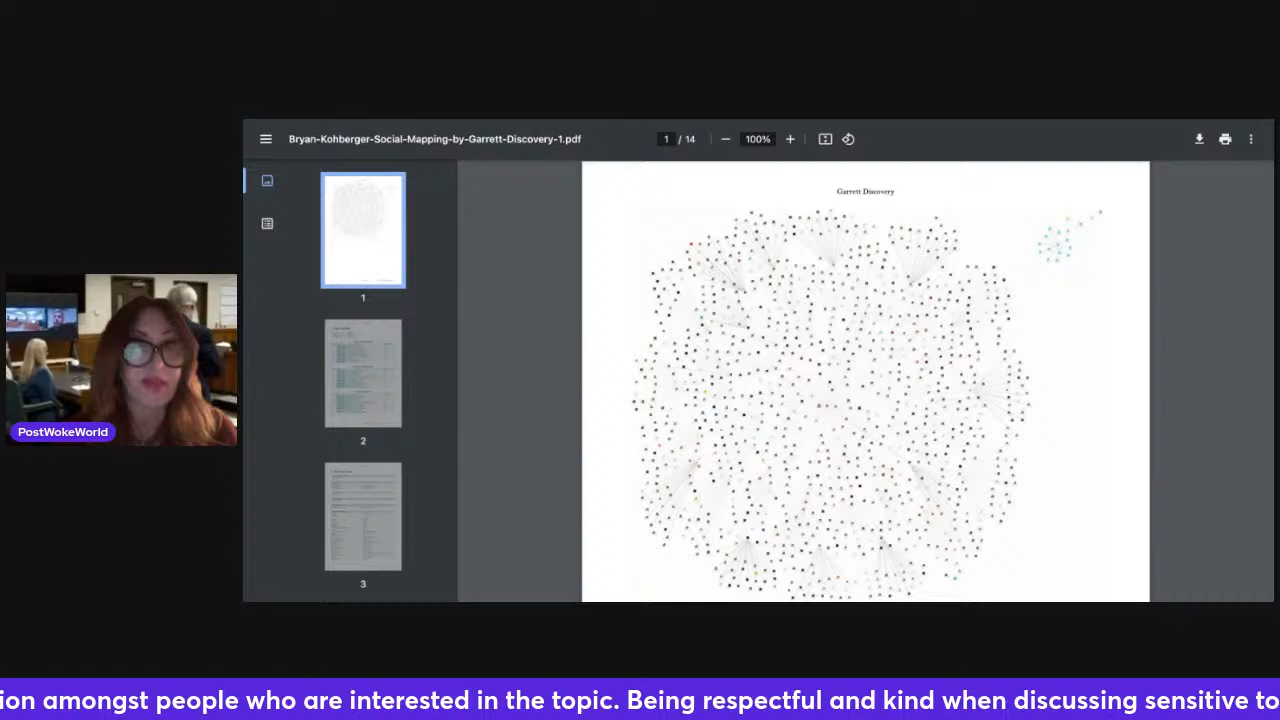 Bryan-Kohberger-Social-Mapping-by-Garrett-Discovery-1.pdf
1 / 14
100%
Garrett Discovery
1
2
3
PostWokeWorld
ion amongst people who are interested in the topic. Being respectful and kind when discussing sensitive to